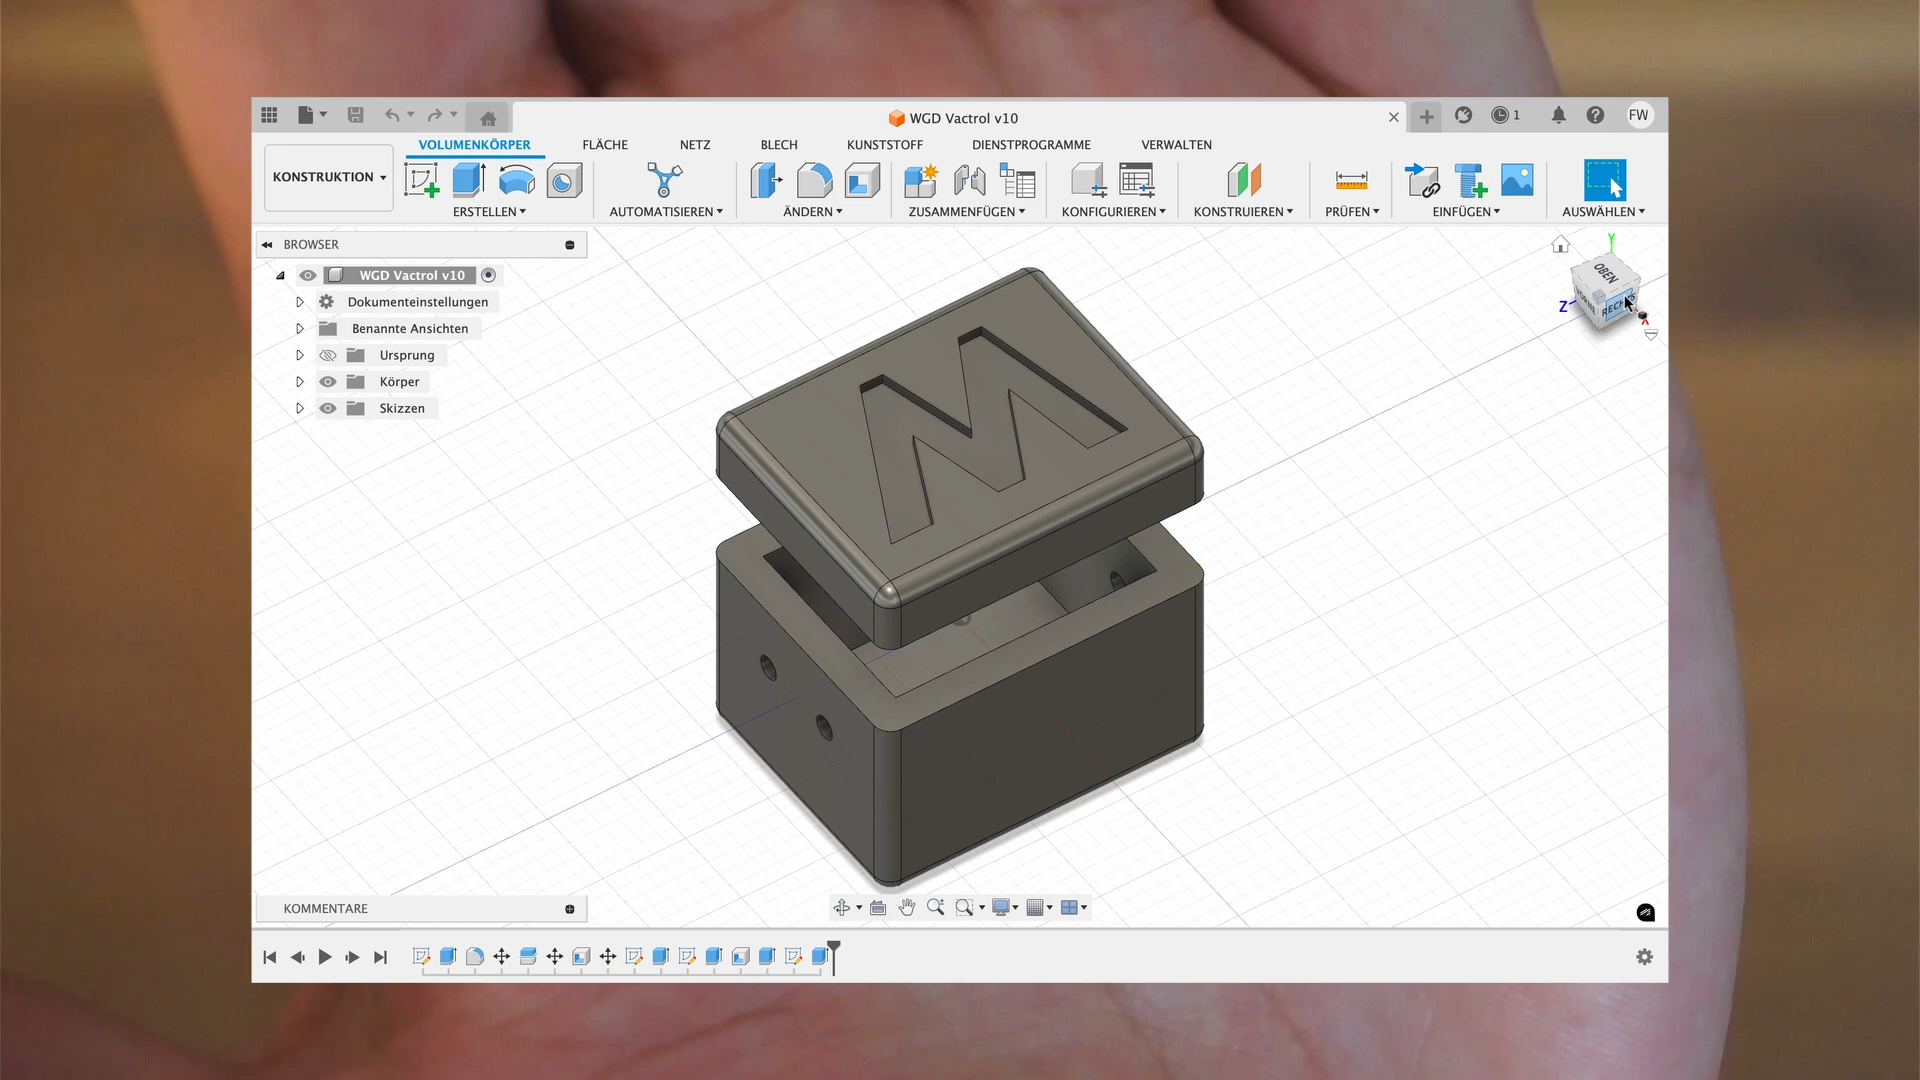 WGD Vactrol v10
1
FW
VOLUMENKÖRPER
FLÄCHE
NETZ
BLECH
KUNSTSTOFF
DIENSTPROGRAMME
VERWALTEN
KONSTRUKTION
ERSTELLEN
AUTOMATISIEREN
ÄNDERN
ZUSAMMENFÜGEN
KONFIGURIEREN
KONSTRUIEREN
PRÜFEN
EINFÜGEN
AUSWÄHLEN
BROWSER
WGD Vactrol v10
Dokumenteinstellungen
Benannte Ansichten
Ursprung
Körper
Skizzen
Y
OBEN
Z
M
KOMMENTARE